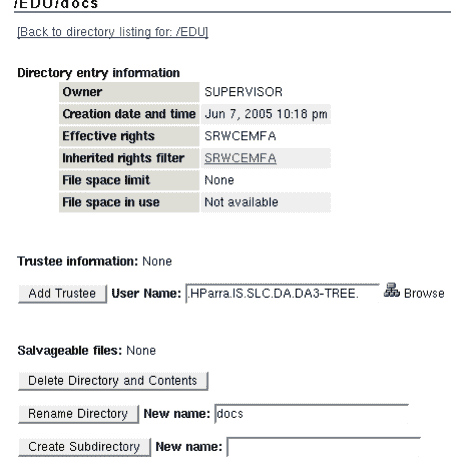 /EDU/docs
[Back to directory listing for: /EDU]
Directory entry information
Owner SUPERVISOR
Creation date and time Jun 7, 2005 10:18 pm
Effective rights SRWCEMFA
Inherited rights filter SRWCEMFA
File space limit None
File space in use Not available
Trustee information: None
Add Trustee User Name: .HParra.IS.SLC.DA.DA3-TREE. Browse
Salvageable files: None
Delete Directory and Contents
Rename Directory New name: docs
Create Subdirectory New name: